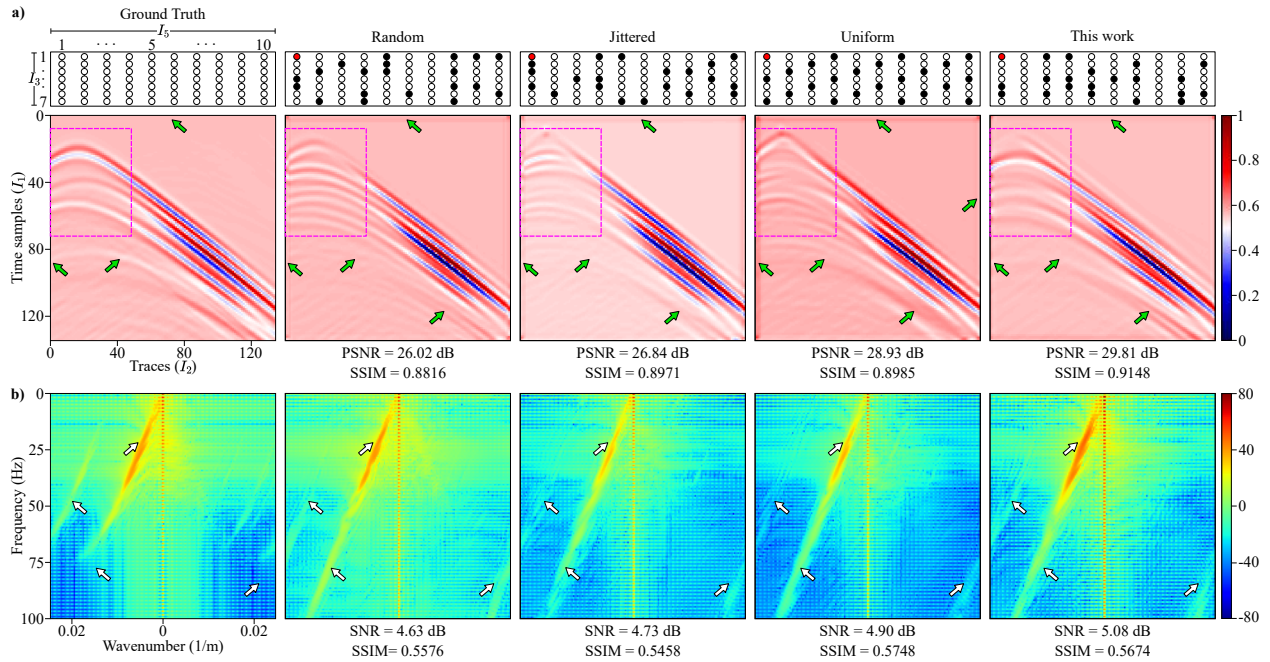 a)
Ground Truth
I5
1 · · · 5 · · · 10
Random
Jittered
Uniform
This work
1
I3
7
Time samples (I1)
0
40
80
120
0 40 80 120
Traces (I2)
PSNR = 26.02 dB
SSIM = 0.8816
PSNR = 26.84 dB
SSIM = 0.8971
PSNR = 28.93 dB
SSIM = 0.8985
PSNR = 29.81 dB
SSIM = 0.9148
1
0.8
0.6
0.4
0.2
0
b)
Frequency (Hz)
0
25
50
75
100
0.02 0 0.02
Wavenumber (1/m)
SNR = 4.63 dB
SSIM = 0.5576
SNR = 4.73 dB
SSIM = 0.5458
SNR = 4.90 dB
SSIM = 0.5748
SNR = 5.08 dB
SSIM = 0.5674
80
40
20
0
-20
-40
-80